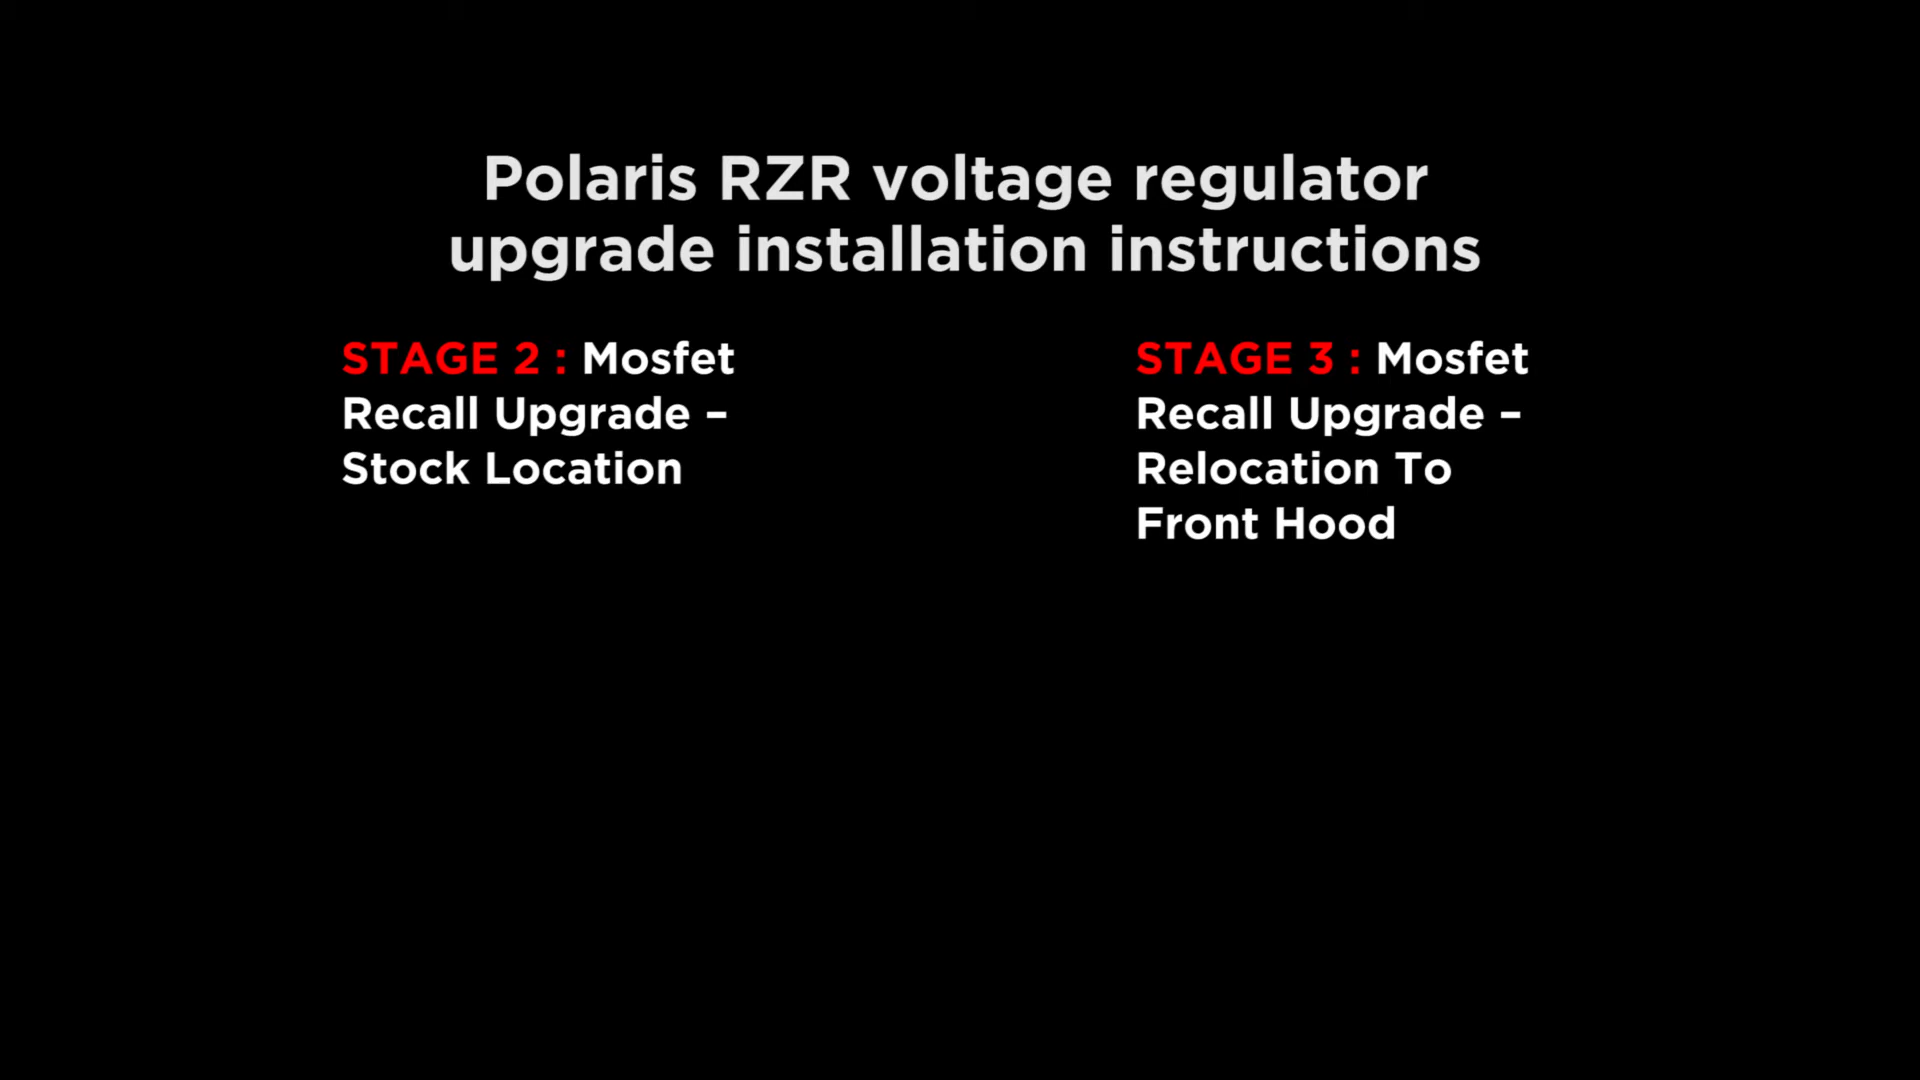 Polaris RZR voltage regulator
upgrade installation instructions
STAGE 2 : Mosfet
Recall Upgrade –
Stock Location
STAGE 3 : Mosfet
Recall Upgrade –
Relocation To
Front Hood